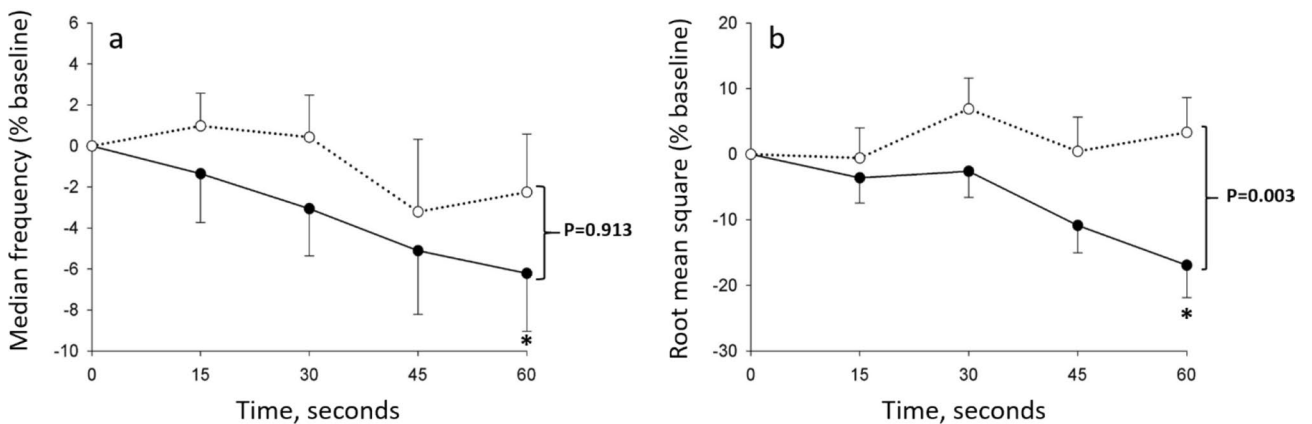 a
Median frequency (% baseline)
6
4
2
0
-2
-4
-6
-8
-10
P=0.913
*
0 15 30 45 60
Time, seconds
b
Root mean square (% baseline)
20
10
0
-10
-20
-30
P=0.003
*
0 15 30 45 60
Time, seconds